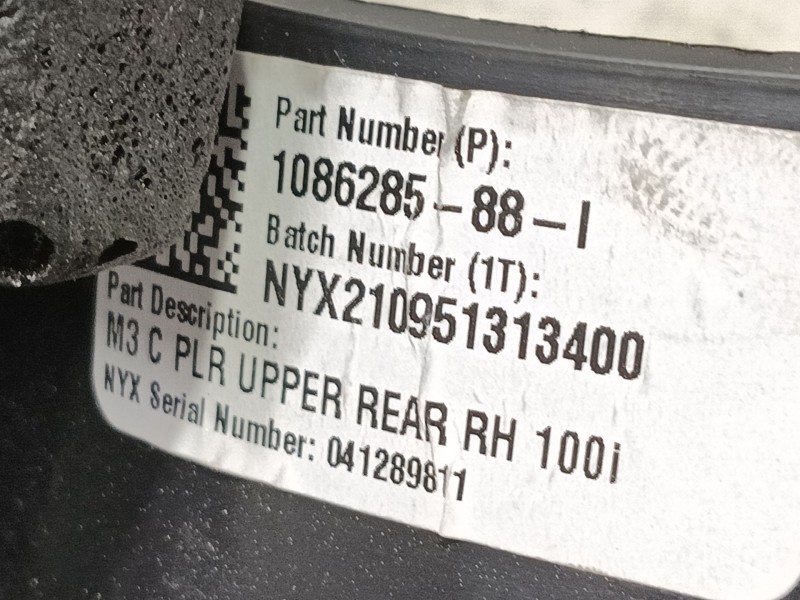 Part Number (P):
1086285-88-I
Batch Number (1T):
NYX210951313400
Part Description:
M3 C PLR UPPER REAR RH 100i
NYX Serial Number: 041289811